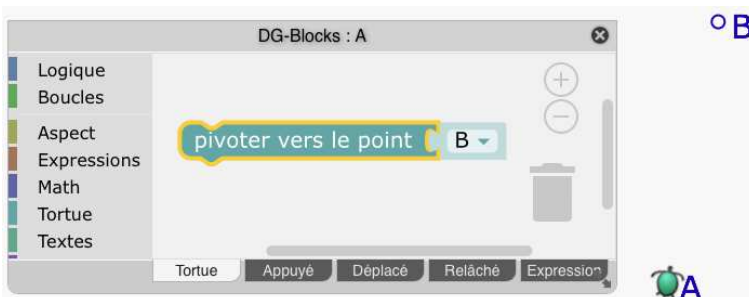 DG-Blocks : A
B
Logique
Boucles
Aspect
Expressions
Math
Tortue
Textes
pivoter vers le point B
Tortue Appuyé Déplacé Relâché Expression
A